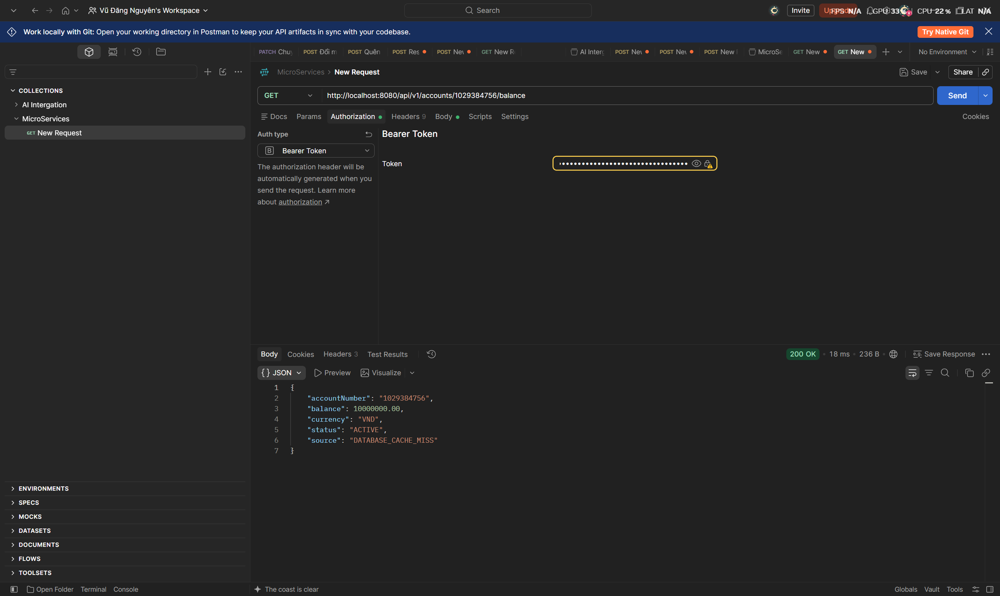 Vũ Đăng Nguyên's Workspace
Search
Invite
GPU 33%
CPU 22 %
LAT N/A
Work locally with Git: Open your working directory in Postman to keep your API artifacts in sync with your codebase.
Try Native Git
PATCH Chuy
POST Đổi m
POST Quên
POST Res
POST Nev
GET New Re
AI Interg
POST Nev
POST Nev
POST New
MicroSe
GET New
GET New
No Environment
HTTP MicroServices > New Request
Save
Share
COLLECTIONS
AI Intergation
MicroServices
GET New Request
GET http://localhost:8080/api/v1/accounts/1029384756/balance
Send
Docs Params Authorization Headers 9 Body Scripts Settings
Cookies
Auth type
B Bearer Token
The authorization header will be
automatically generated when you
send the request. Learn more
about authorization
Bearer Token
Token
Body Cookies Headers 3 Test Results
200 OK • 18 ms • 236 B
e.g. Save Response
{ } JSON
Preview
Visualize
1 {
2 "accountNumber": "1029384756",
3 "balance": 10000000.00,
4 "currency": "VND",
5 "status": "ACTIVE",
6 "source": "DATABASE_CACHE_MISS"
7 }
ENVIRONMENTS
SPECS
MOCKS
DATASETS
DOCUMENTS
FLOWS
TOOLSETS
Open Folder Terminal Console
The coast is clear
Globals Vault Tools